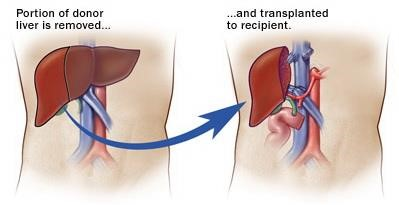 Portion of donor
liver is removed...
...and transplanted
to recipient.